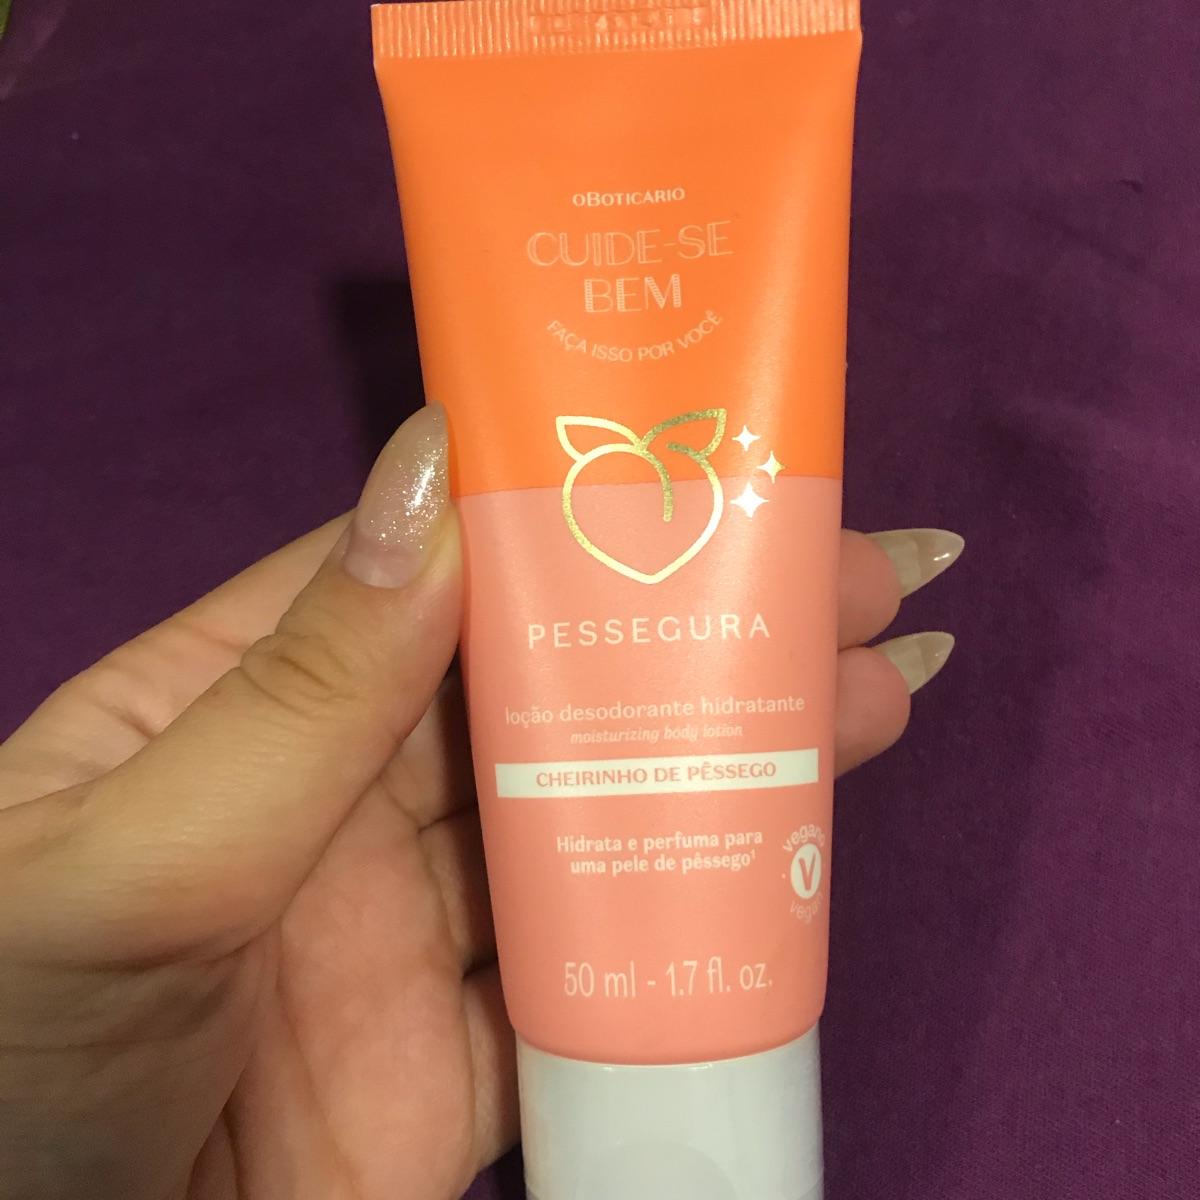 oBOTICÁRIO
CUIDE-SE
BEM
FAÇA ISSO POR VOCÊ
PESSEGURA
loção desodorante hidratante
moisturizing body lotion
CHEIRINHO DE PÊSSEGO
Hidrata e perfuma para
uma pele de pêssego¹
vegano
V
vegan
50 ml - 1.7 fl. oz.